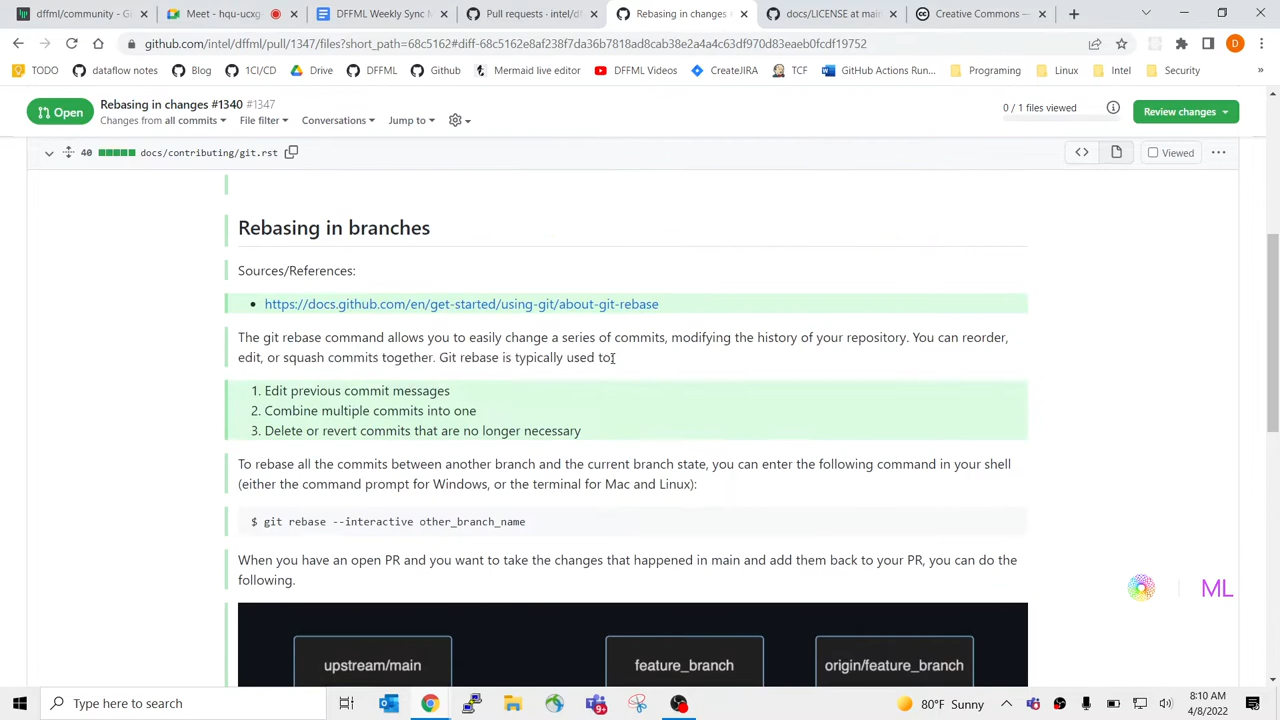 dffml/community - Gi
Meet - hqu-ucxg
DFFML Weekly Sync M
Pull requests · intel/df
Rebasing in changes
docs/LICENSE at main
Creative Commons —
github.com/intel/dffml/pull/1347/files?short_path=68c5162#diff-68c51626bf238f7da36b7818ad8cab38e2a4a4c63df970d83ead10fcdf19752
D
TODO
dataflow notes
Blog
1CI/CD
Drive
DFFML
Github
Mermaid live editor
DFFML Videos
CreateJIRA
TCF
GitHub Actions Run...
Programing
Linux
Intel
Security
»
Open
Rebasing in changes #1340 #1347
Changes from all commits
File filter
Conversations
Jump to
0 / 1 files viewed
Review changes
40
docs/contributing/git.rst
Viewed
Rebasing in branches
Sources/References:
• https://docs.github.com/en/get-started/using-git/about-git-rebase
The git rebase command allows you to easily change a series of commits, modifying the history of your repository. You can reorder,
edit, or squash commits together. Git rebase is typically used to:
1. Edit previous commit messages
2. Combine multiple commits into one
3. Delete or revert commits that are no longer necessary
To rebase all the commits between another branch and the current branch state, you can enter the following command in your shell
(either the command prompt for Windows, or the terminal for Mac and Linux):
$ git rebase --interactive other_branch_name
When you have an open PR and you want to take the changes that happened in main and add them back to your PR, you can do the
following.
ML
upstream/main
feature_branch
origin/feature_branch
Type here to search
9+
80°F Sunny
8:10 AM
4/8/2022